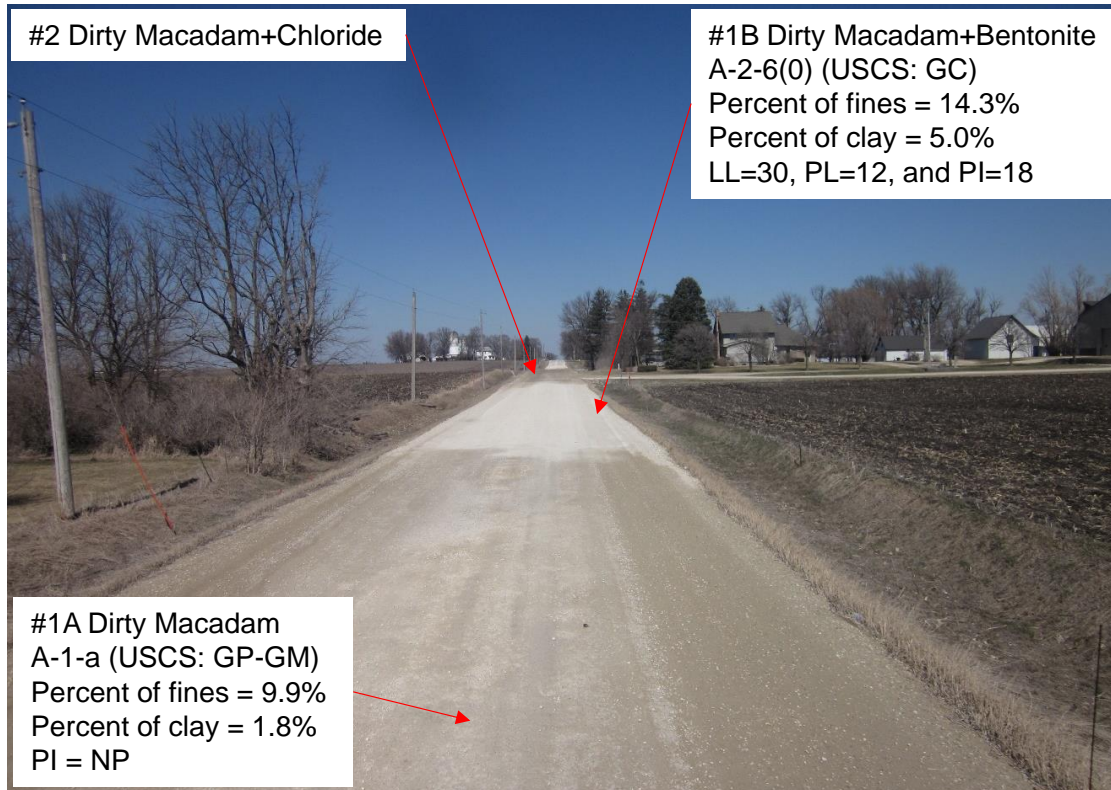 #2 Dirty Macadam+Chloride
#1B Dirty Macadam+Bentonite
A-2-6(0) (USCS: GC)
Percent of fines = 14.3%
Percent of clay = 5.0%
LL=30, PL=12, and PI=18
#1A Dirty Macadam
A-1-a (USCS: GP-GM)
Percent of fines = 9.9%
Percent of clay = 1.8%
PI = NP